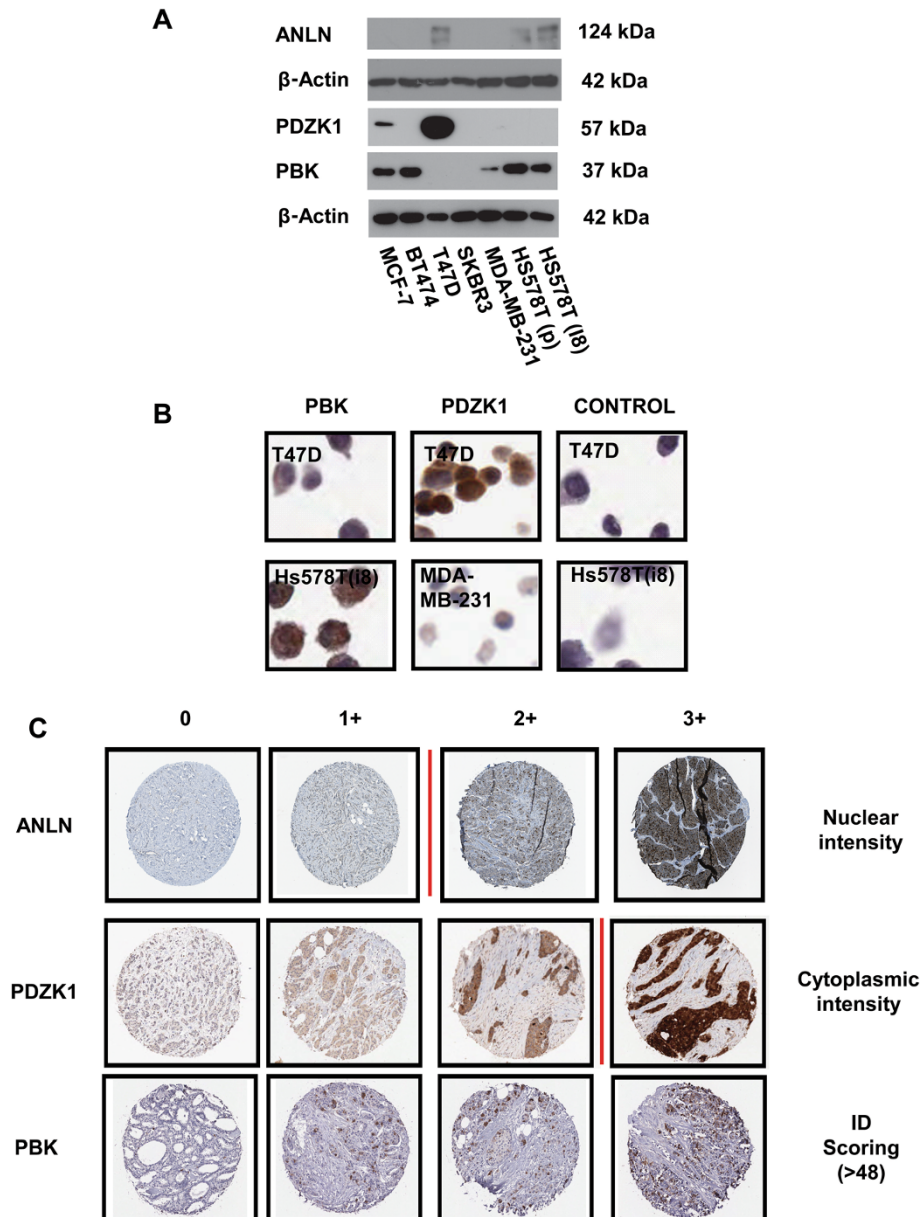 A
ANLN 124 kDa
β-Actin 42 kDa
PDZK1 57 kDa
PBK 37 kDa
β-Actin 42 kDa
MCF-7
BT474
T47D
SKBR3
MDA-MB-231
HS578T (p)
HS578T (I8)
B
PBK PDZK1 CONTROL
T47D T47D T47D
Hs578T(i8) MDA- Hs578T(i8)
MB-231
C
0 1+ 2+ 3+
ANLN
Nuclear
intensity
PDZK1
Cytoplasmic
intensity
PBK
ID
Scoring
(>48)